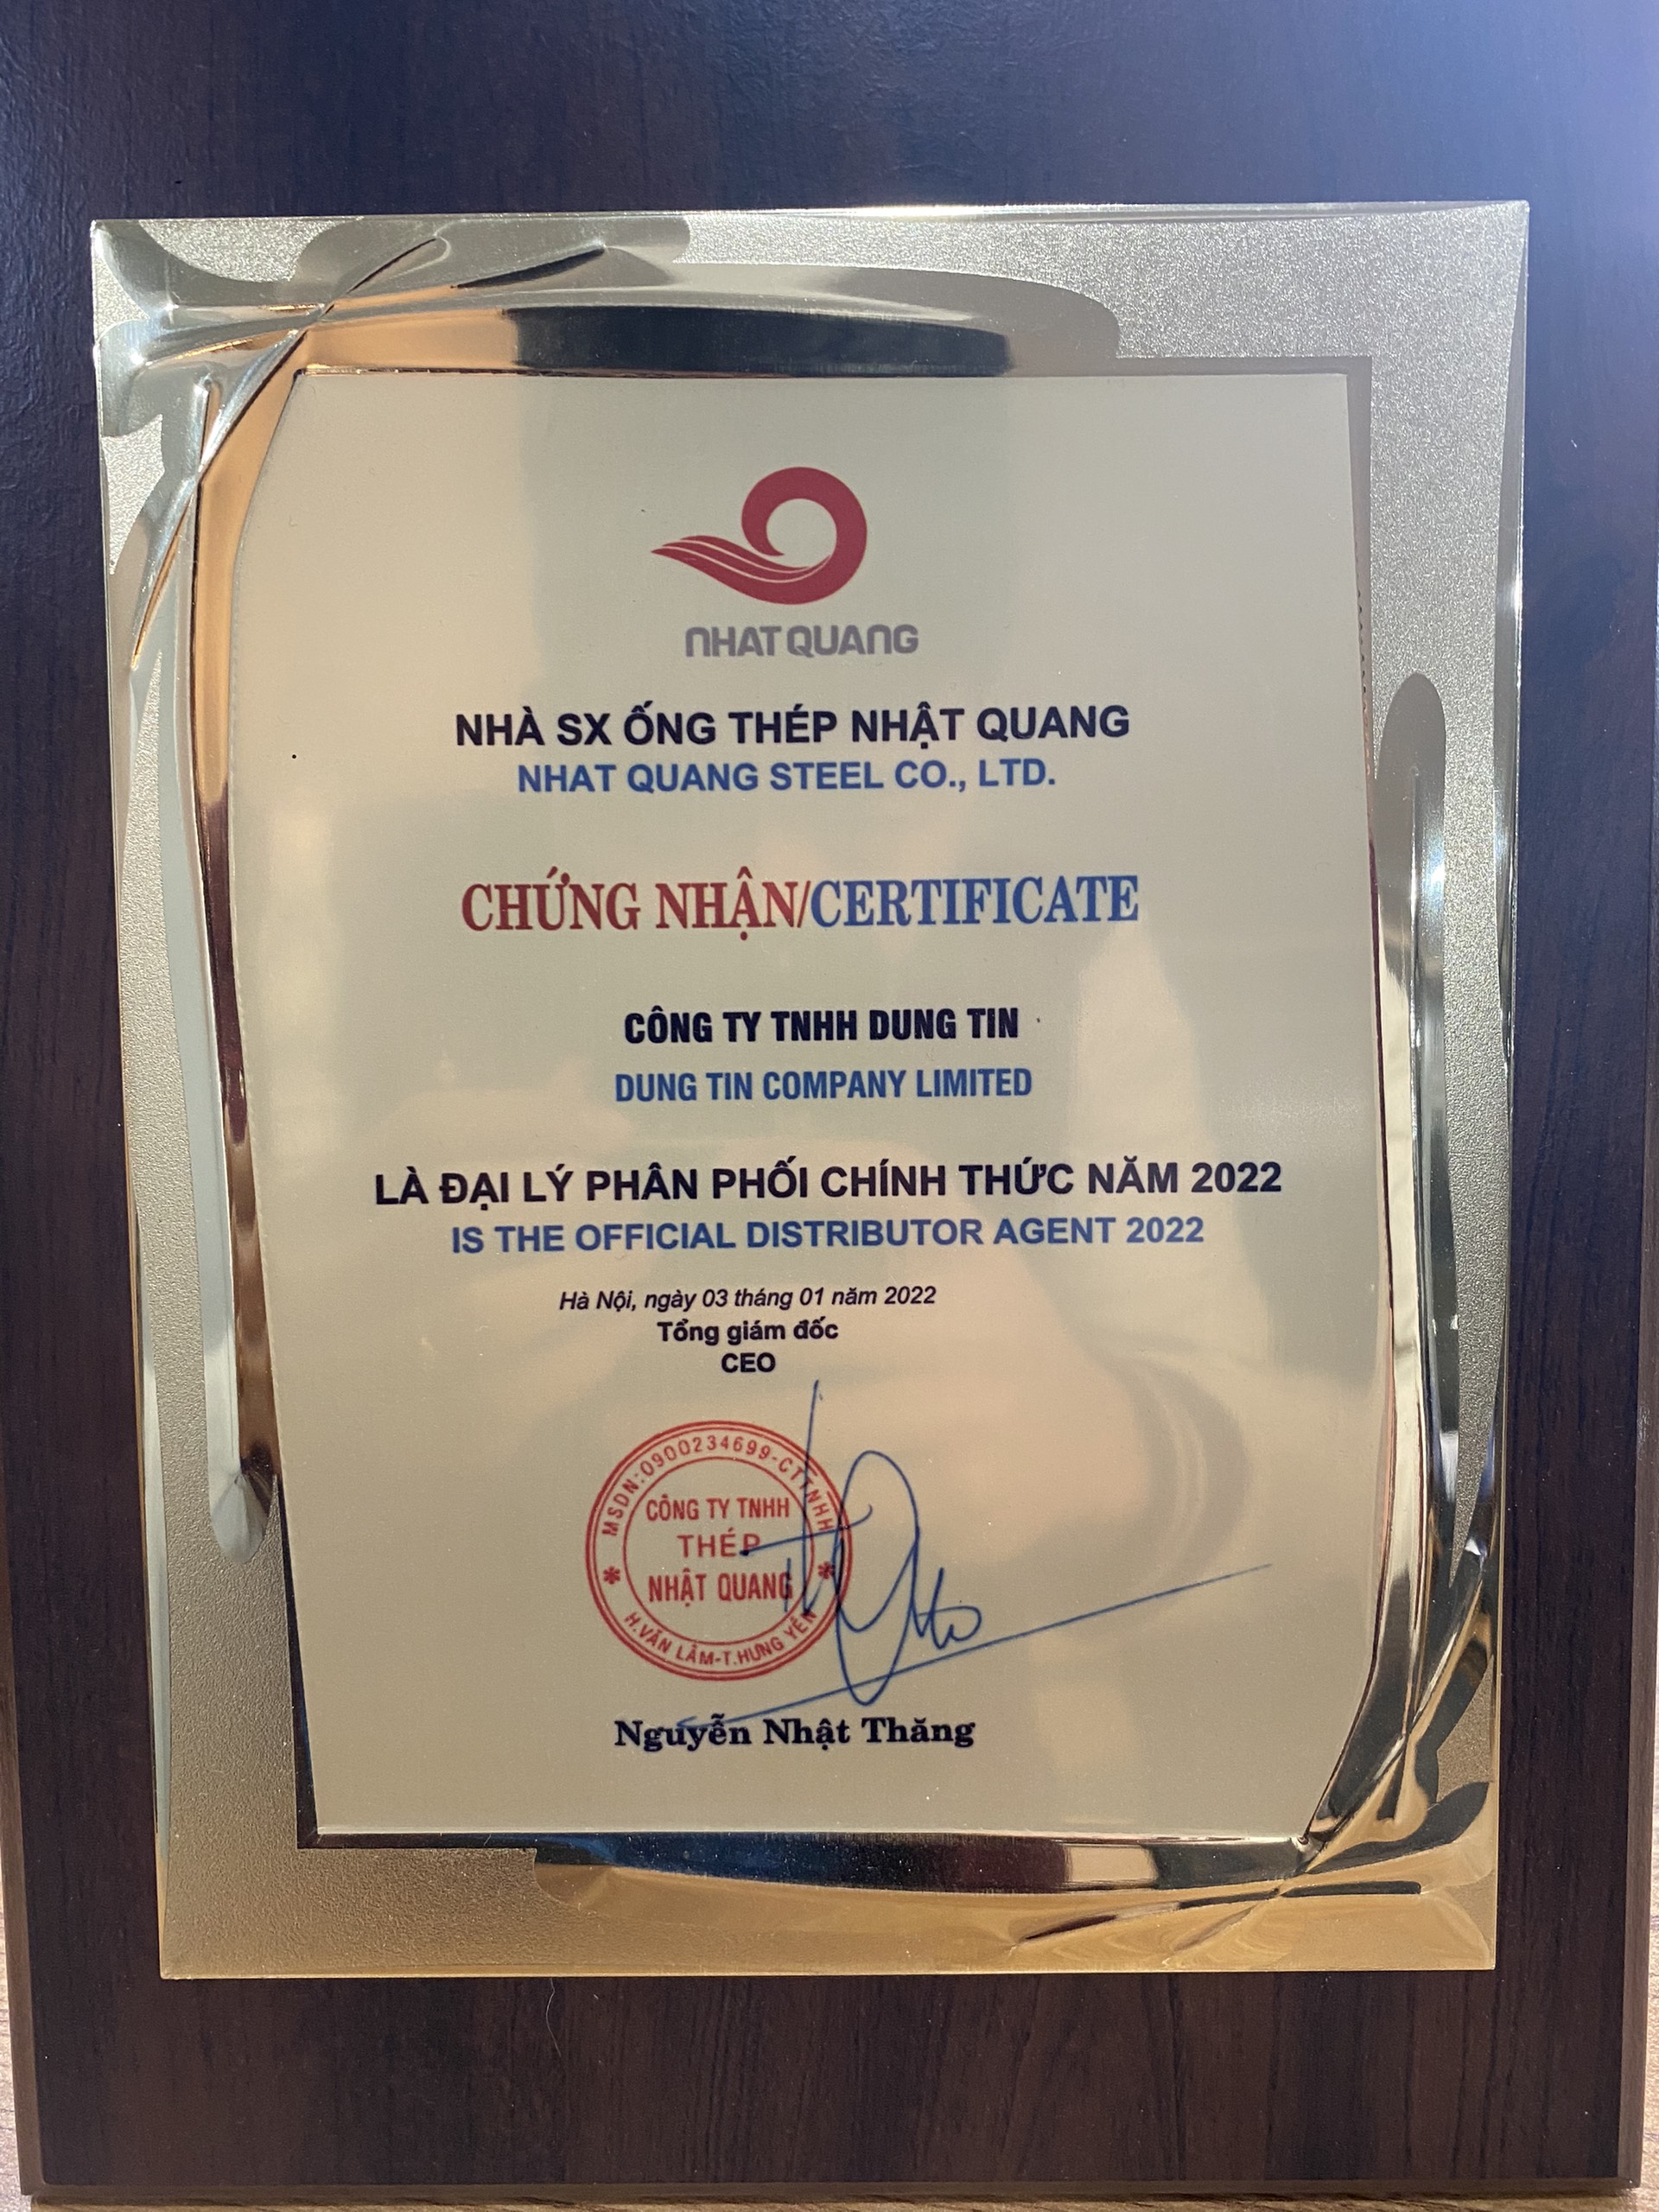 NHAT QUANG
NHÀ SX ỐNG THÉP NHẬT QUANG
NHAT QUANG STEEL CO., LTD.
CHỨNG NHẬN/CERTIFICATE
CÔNG TY TNHH DUNG TIN
DUNG TIN COMPANY LIMITED
LÀ ĐẠI LÝ PHÂN PHỐI CHÍNH THỨC NĂM 2022
IS THE OFFICIAL DISTRIBUTOR AGENT 2022
Hà Nội, ngày 03 tháng 01 năm 2022
Tổng giám đốc
CEO
MSDN:0900234699-CTTNHH
CÔNG TY TNHH
THÉP
NHẬT QUANG
H.VĂN LÂM-T.HƯNG YÊN
Nguyễn Nhật Thăng